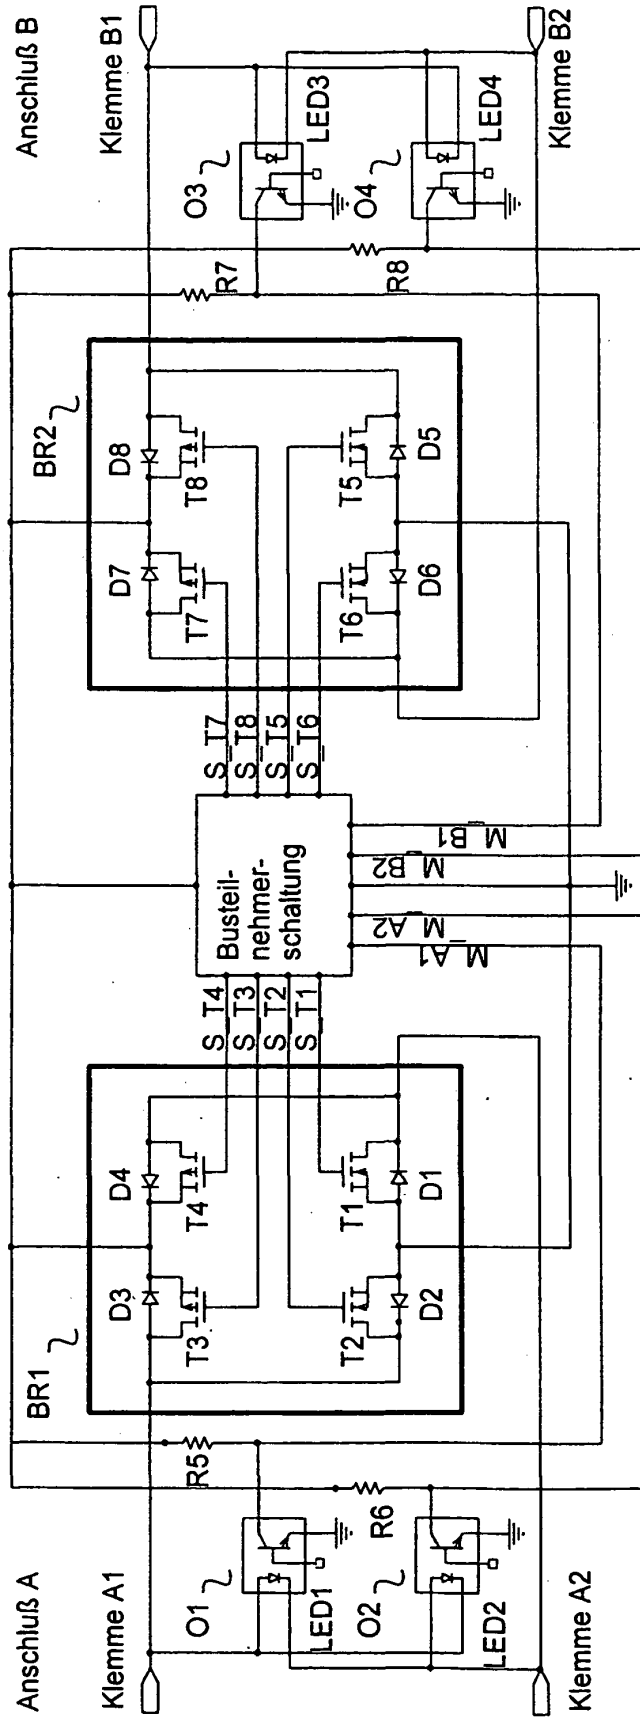 Anschluß A
Anschluß B
Klemme A1
Klemme B1
BR1
BR2
D3
D4
D7
D8
T3
T4
T7
T8
R5
R7
O1
O3
LED1
LED3
S_T4
S_T3
S_T2
S_T1
Busteil-
nehmer-
schaltung
S_T7
S_T8
S_T5
S_T6
T2
T1
T6
T5
D2
D1
D6
D5
R6
R8
O2
O4
LED2
LED4
M_A1
M_A2
M_B2
M_B1
Klemme A2
Klemme B2